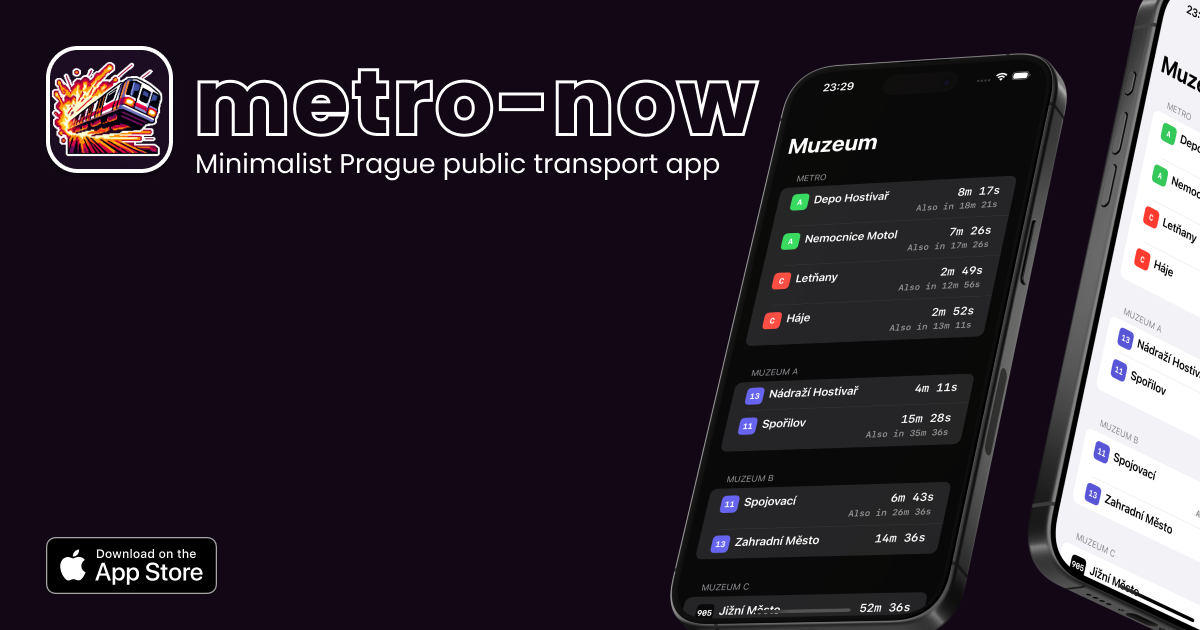 metro-now
Minimalist Prague public transport app
Download on the
App Store
23:29
Muzeum
METRO
A Depo Hostivař 8m 17s
Also in 18m 21s
A Nemocnice Motol 7m 26s
Also in 17m 26s
C Letňany 2m 49s
Also in 12m 56s
C Háje 2m 52s
Also in 13m 11s
MUZEUM A
13 Nádraží Hostivař 4m 11s
11 Spořilov 15m 28s
Also in 35m 36s
MUZEUM B
11 Spojovací 6m 43s
Also in 26m 36s
13 Zahradní Město 14m 36s
MUZEUM C
905 Jižní Město 52m 36s
23:
Muz
METRO
A Depo
A Nemoc
C Letňany
C Háje
MUZEUM A
13 Nádraží Hostiv
11 Spořilov
MUZEUM B
11 Spojovací
13 Zahradní Město
MUZEUM C
905 Jižní Město